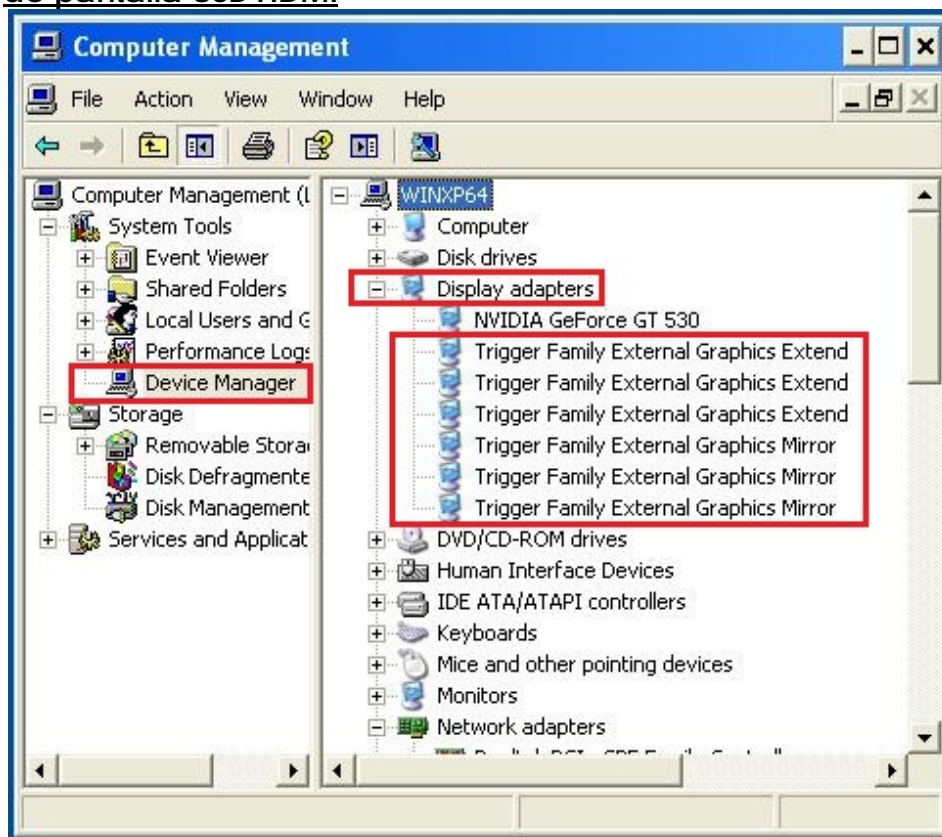 de pantalla
Computer Management
File Action View Window Help
Computer Management (L
System Tools
Event Viewer
Shared Folders
Local Users and G
Performance Logs
Device Manager
Storage
Removable Storag
Disk Defragmente
Disk Management
Services and Applicat
WINXP64
Computer
Disk drives
Display adapters
NVIDIA GeForce GT 530
Trigger Family External Graphics Extend
Trigger Family External Graphics Extend
Trigger Family External Graphics Extend
Trigger Family External Graphics Mirror
Trigger Family External Graphics Mirror
Trigger Family External Graphics Mirror
DVD/CD-ROM drives
Human Interface Devices
IDE ATA/ATAPI controllers
Keyboards
Mice and other pointing devices
Monitors
Network adapters